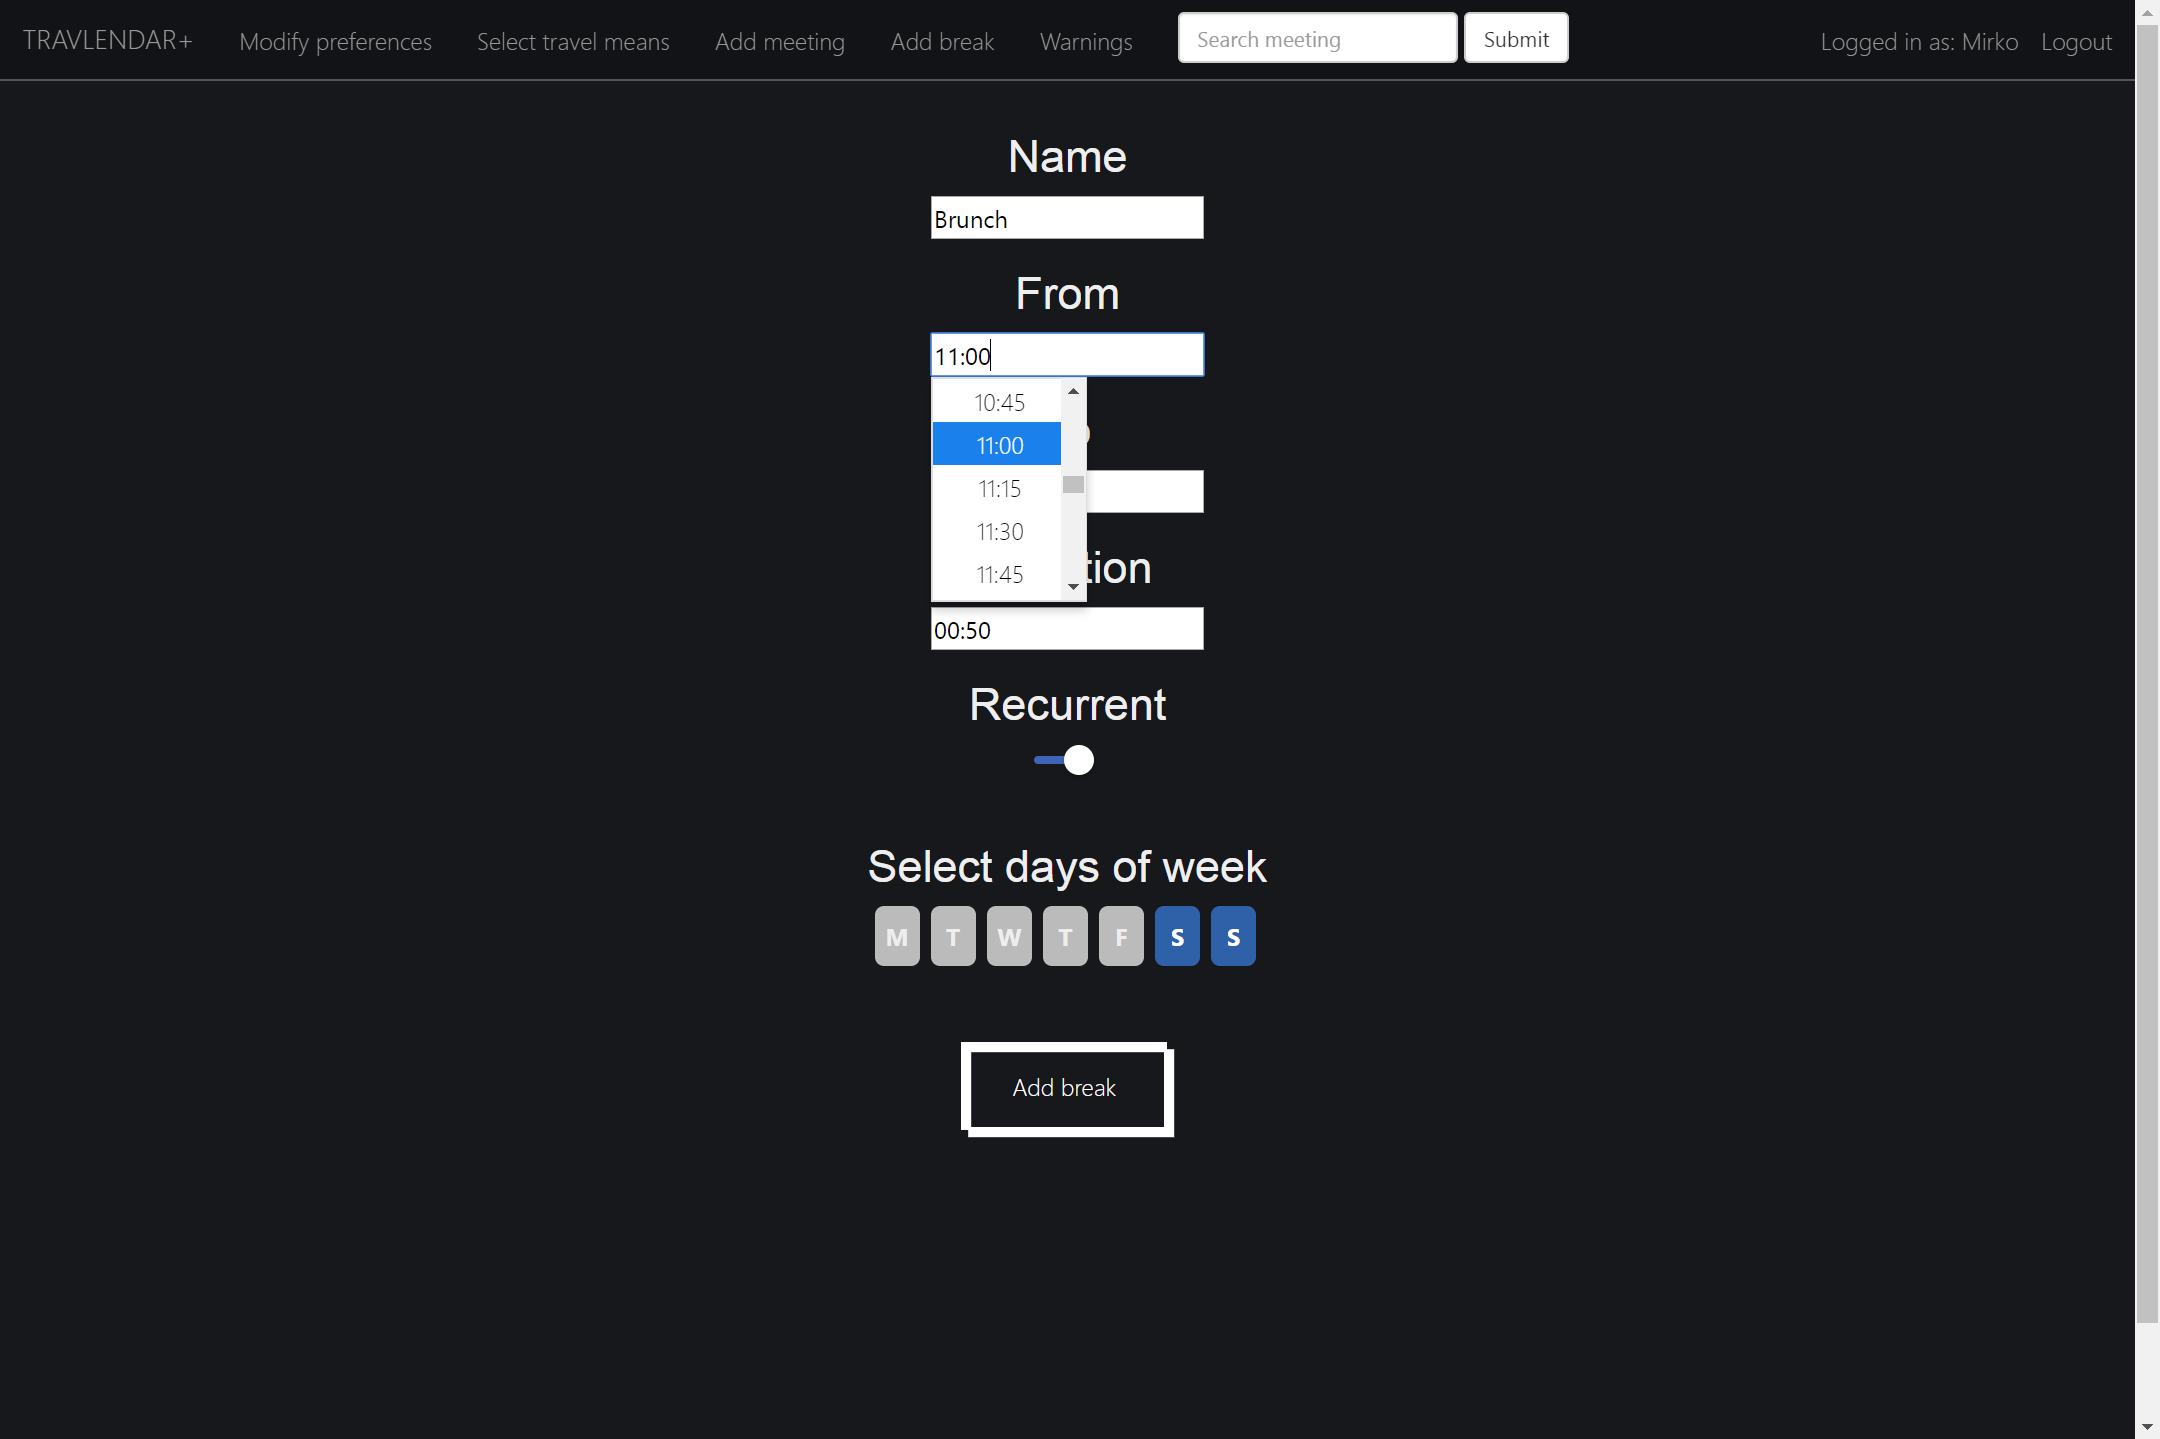 TRAVLENDAR+ Modify preferences Select travel means Add meeting Add break Warnings Search meeting Submit Logged in as: Mirko Logout
Name
Brunch
From
11:00
10:45
11:00
11:15
11:30
11:45
tion
00:50
Recurrent
Select days of week
M T W T F S S
Add break